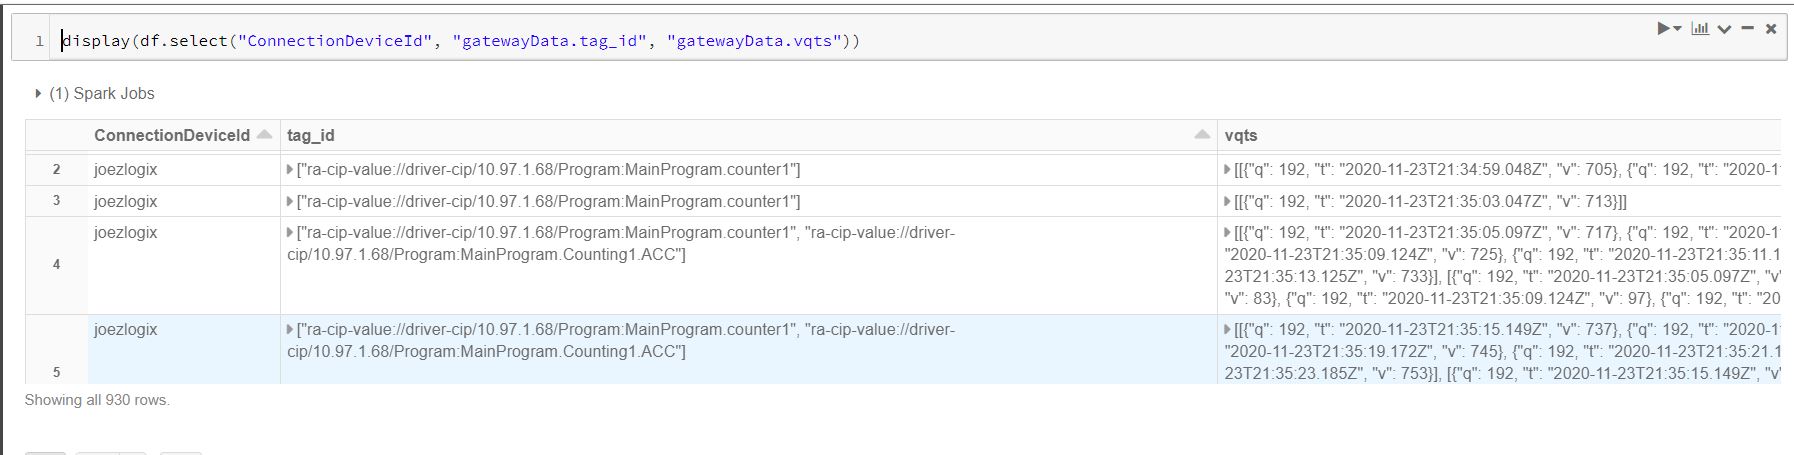 1 display(df.select("ConnectionDeviceId", "gatewayData.tag_id", "gatewayData.vqts"))
(1) Spark Jobs
ConnectionDeviceId tag_id vqts
2 joezlogix ["ra-cip-value://driver-cip/10.97.1.68/Program:MainProgram.counter1"] [[{"q": 192, "t": "2020-11-23T21:34:59.048Z", "v": 705}, {"q": 192, "t": "2020-1
3 joezlogix ["ra-cip-value://driver-cip/10.97.1.68/Program:MainProgram.counter1"] [[{"q": 192, "t": "2020-11-23T21:35:03.047Z", "v": 713}]]
joezlogix ["ra-cip-value://driver-cip/10.97.1.68/Program:MainProgram.counter1", "ra-cip-value://driver- [[{"q": 192, "t": "2020-11-23T21:35:05.097Z", "v": 717}, {"q": 192, "t": "2020-1
cip/10.97.1.68/Program:MainProgram.Counting1.ACC"] "2020-11-23T21:35:09.124Z", "v": 725}, {"q": 192, "t": "2020-11-23T21:35:11.1
4 23T21:35:13.125Z", "v": 733}], [{"q": 192, "t": "2020-11-23T21:35:05.097Z", "v
"v": 83}, {"q": 192, "t": "2020-11-23T21:35:09.124Z", "v": 97}, {"q": 192, "t": "20
joezlogix ["ra-cip-value://driver-cip/10.97.1.68/Program:MainProgram.counter1", "ra-cip-value://driver- [[{"q": 192, "t": "2020-11-23T21:35:15.149Z", "v": 737}, {"q": 192, "t": "2020-1
cip/10.97.1.68/Program:MainProgram.Counting1.ACC"] "2020-11-23T21:35:19.172Z", "v": 745}, {"q": 192, "t": "2020-11-23T21:35:21.1
5 23T21:35:23.185Z", "v": 753}], [{"q": 192, "t": "2020-11-23T21:35:15.149Z", "v
Showing all 930 rows.